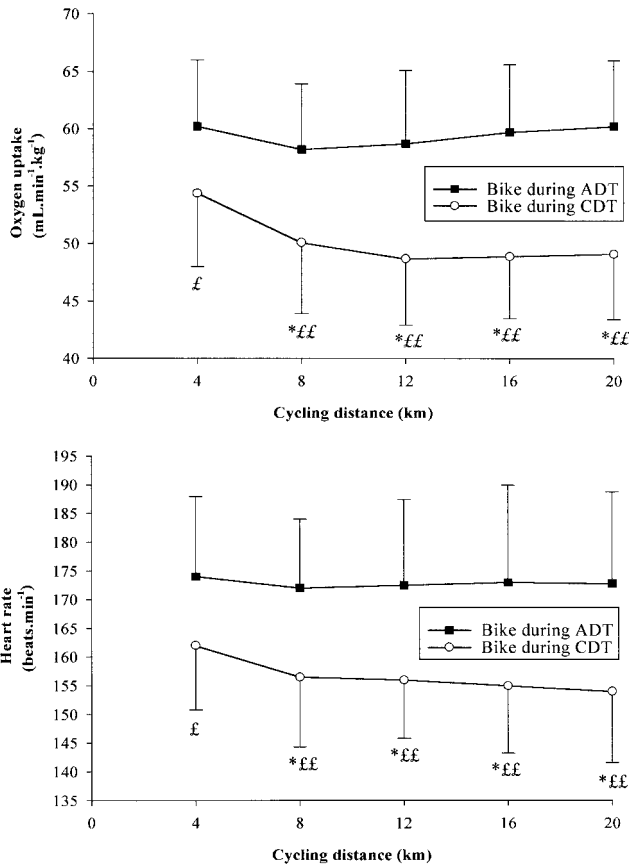 70
65
60
55
50
45
40
Oxygen uptake
(mL.min⁻¹.kg⁻¹)
Bike during ADT
Bike during CDT
£
*££
*££
*££
*££
0 4 8 12 16 20
Cycling distance (km)
195
190
185
180
175
170
165
160
155
150
145
140
135
Heart rate
(beats.min⁻¹)
Bike during ADT
Bike during CDT
£
*££
*££
*££
*££
0 4 8 12 16 20
Cycling distance (km)